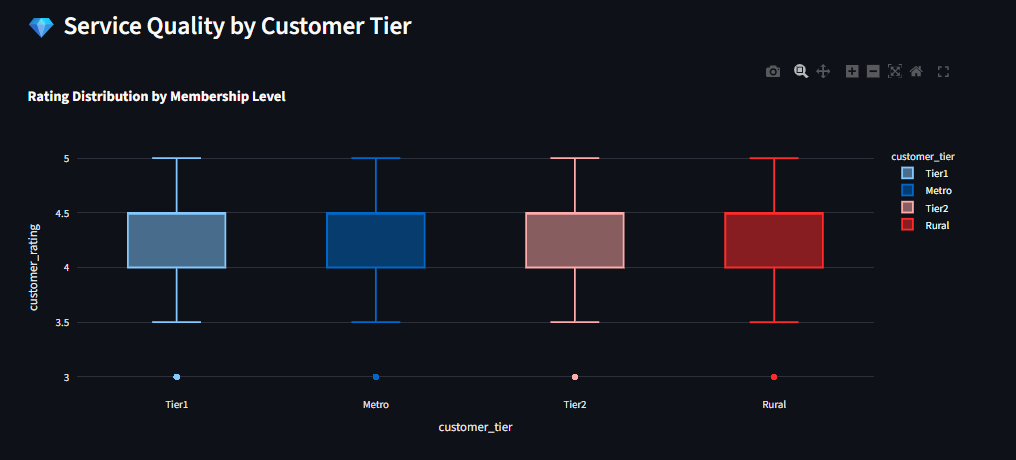 💎 Service Quality by Customer Tier
Rating Distribution by Membership Level
customer_rating
5
4.5
4
3.5
3
Tier1
Metro
Tier2
Rural
customer_tier
customer_tier
Tier1
Metro
Tier2
Rural